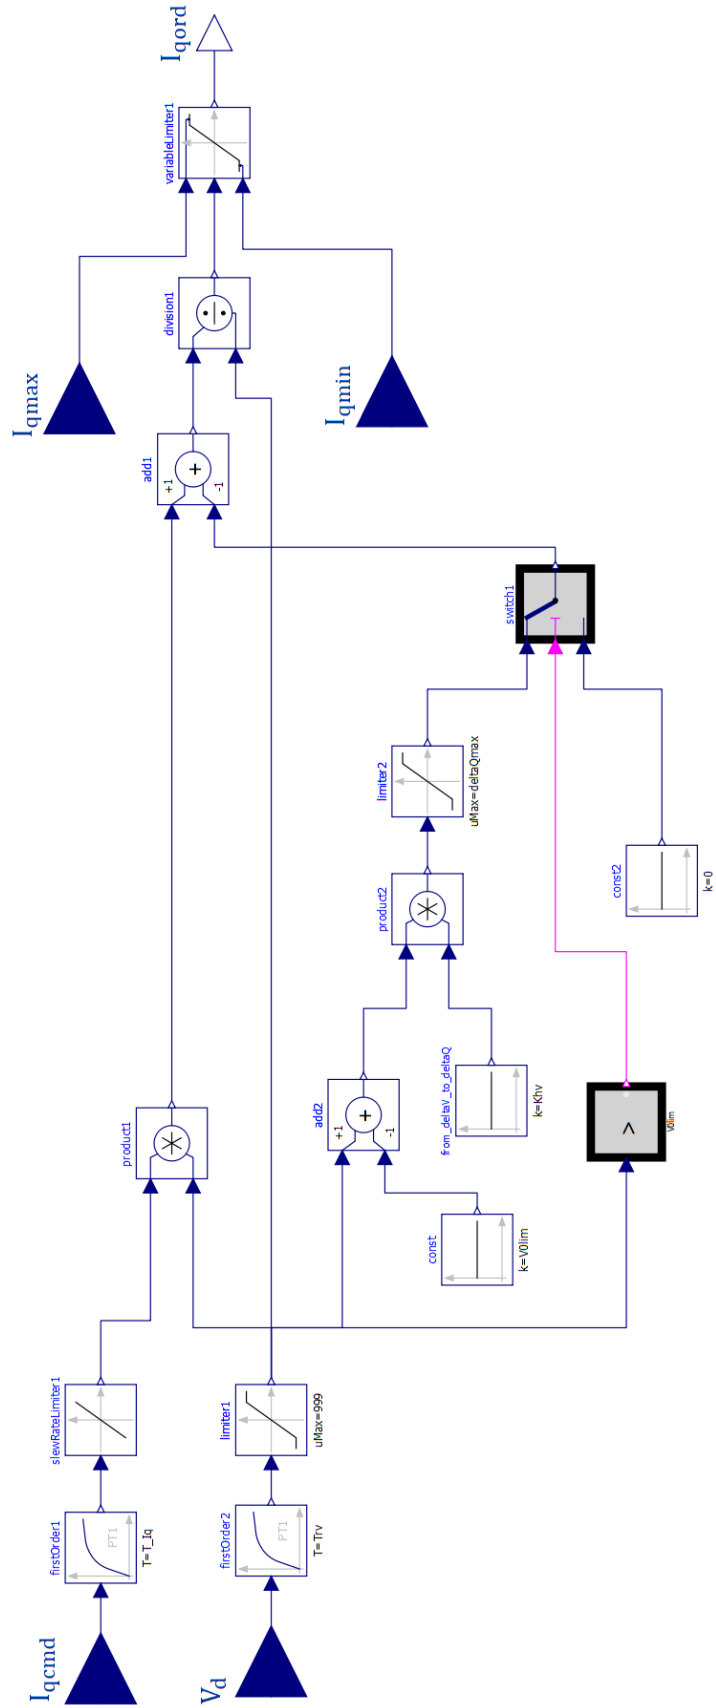 Iqcmd
firstOrder1
PT1
T=T_Iq
slewRateLimiter1
product1
Iqmax
add1
+1
+
-1
division1
variableLimiter1
Iqord
Vd
firstOrder2
PT1
T=Trv
limiter1
uMax=999
Iqmin
add2
+1
+
-1
product2
limiter2
uMax=deltaQmax
const
k=V0lim
from_deltaV_to_deltaQ
k=Khv
switch1
>
V0lim
const2
k=0